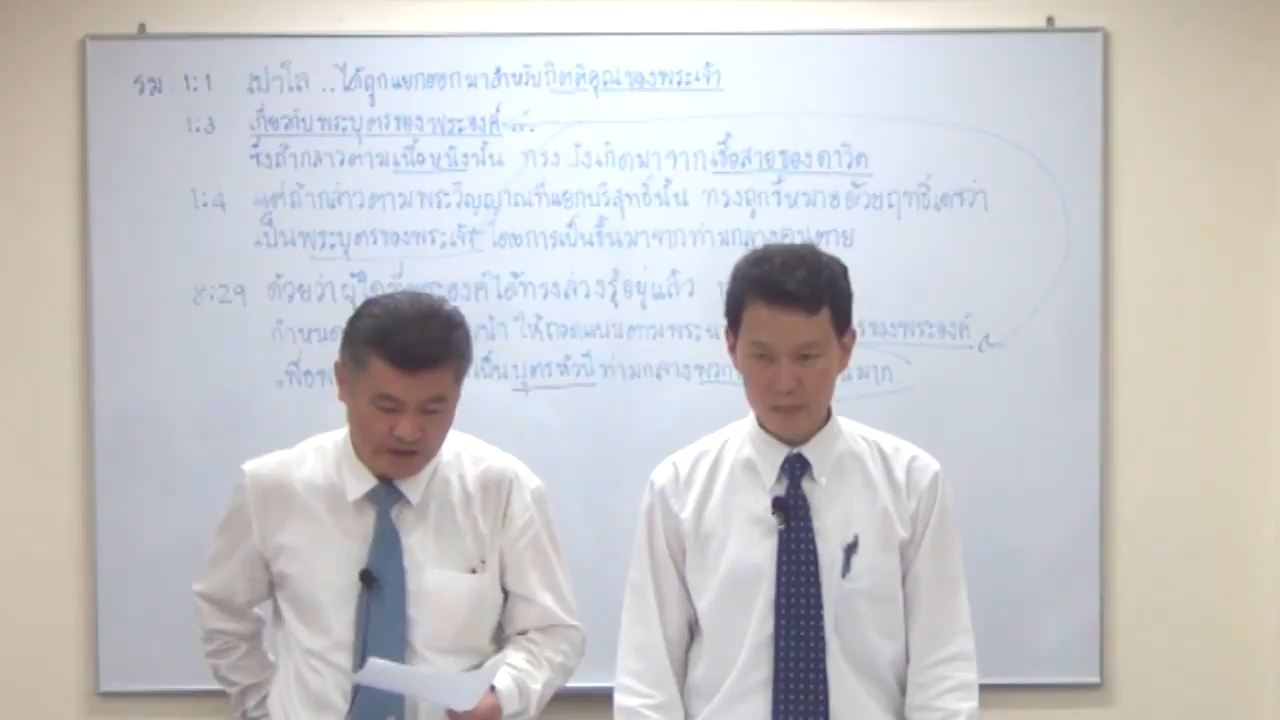 รม 1:1 เปาโล...ได้ถูกแยกออกมาสำหรับกิตติคุณของพระเจ้า
1:3 เกี่ยวกับพระบุตรของพระองค์
ซึ่งถ้ากล่าวตามเนื้อหนังนั้น ทรงบังเกิดมาจากเชื้อสายของดาวิด
1:4 แต่ถ้ากล่าวตามพระวิญญาณที่แยกบริสุทธิ์นั้น ทรงถูกชี้หมายด้วยฤทธิ์เดชว่า
เป็นพระบุตรของพระเจ้า โดยการเป็นขึ้นมาจากท่ามกลางคนตาย
8:29 ด้วยว่าผู้ใดที่พระองค์ได้ทรงล่วงรู้อยู่แล้ว
กำหนด ให้ถอดแบบตามพระ ของพระองค์
เพื่อ เป็นบุตรหัวปีท่ามกลางพวก มาก